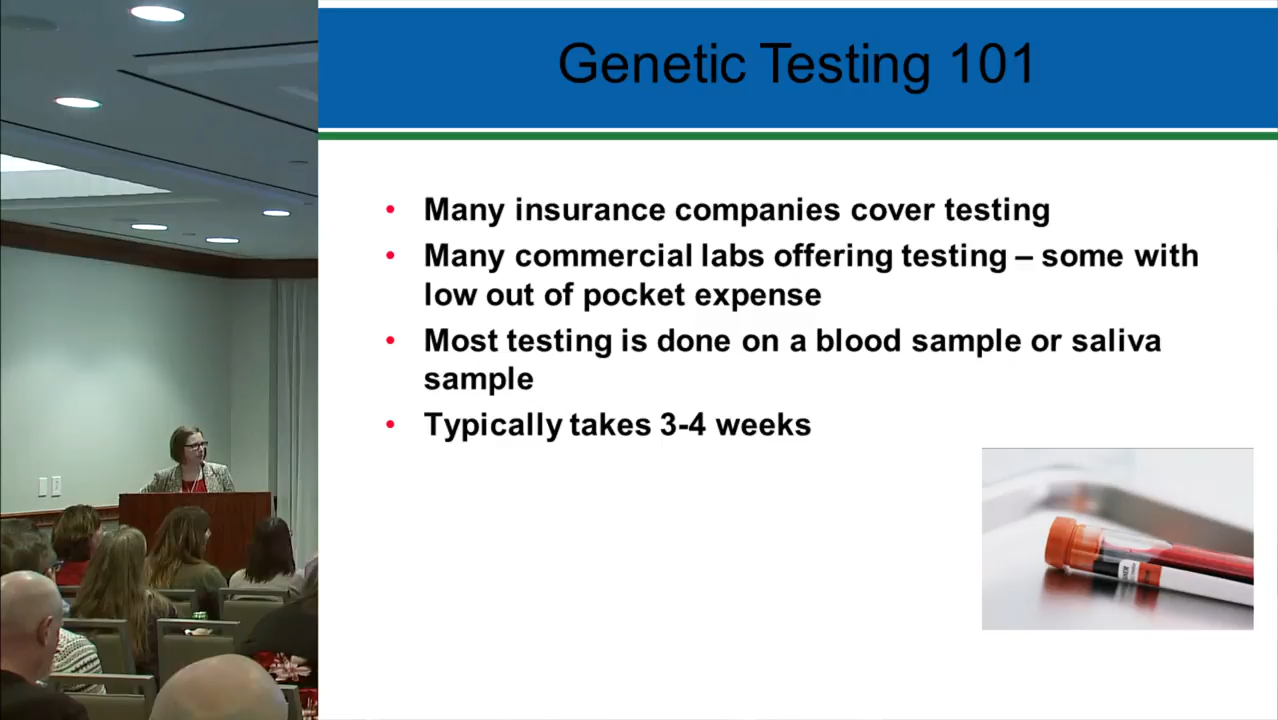 Genetic Testing 101
• Many insurance companies cover testing
• Many commercial labs offering testing – some with
low out of pocket expense
• Most testing is done on a blood sample or saliva
sample
• Typically takes 3-4 weeks